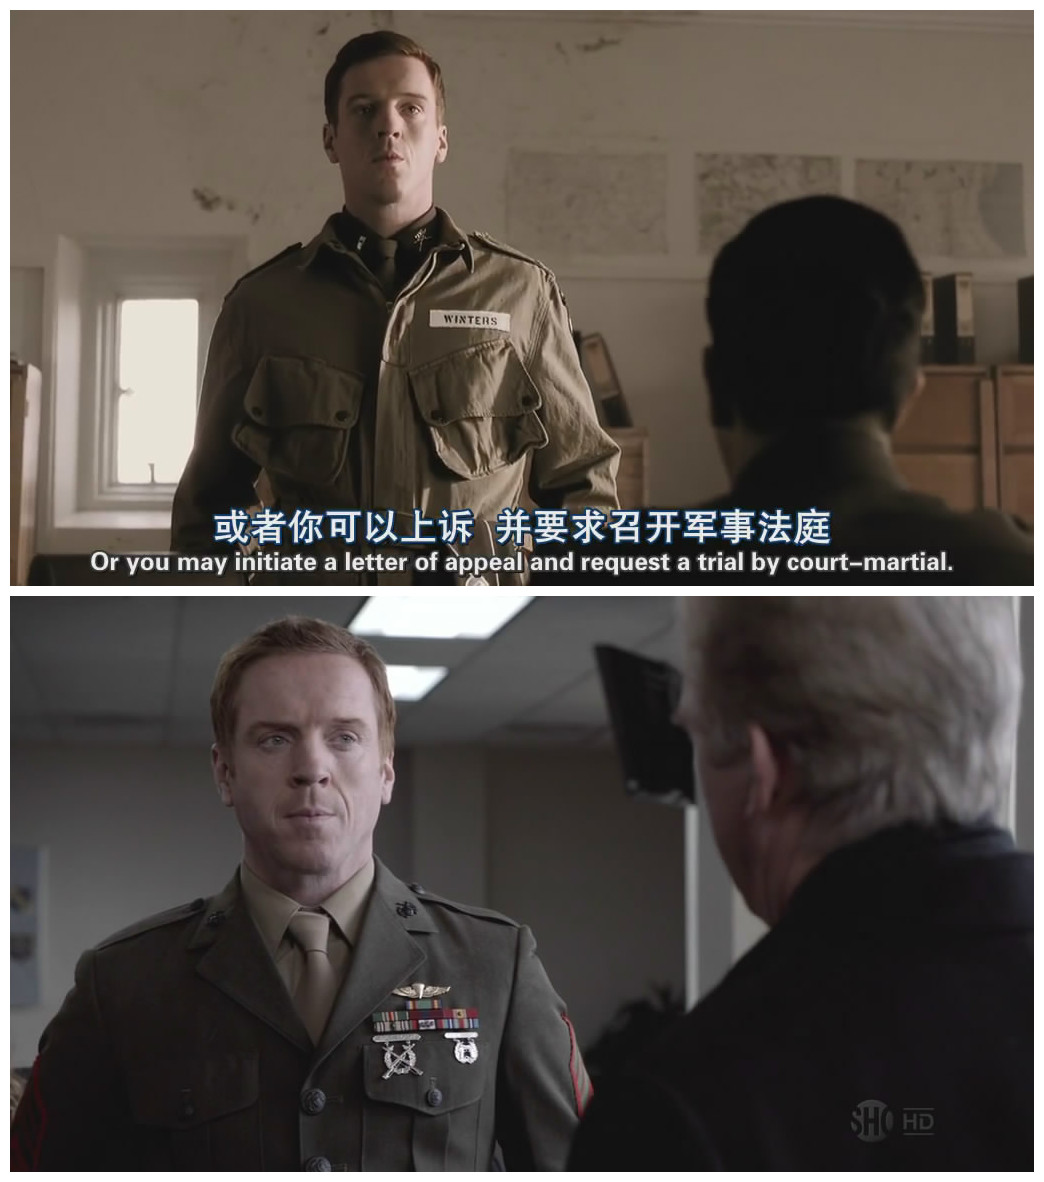 WINTERS
或者你可以上诉 并要求召开军事法庭
Or you may initiate a letter of appeal and request a trial by court-martial.
SHO HD